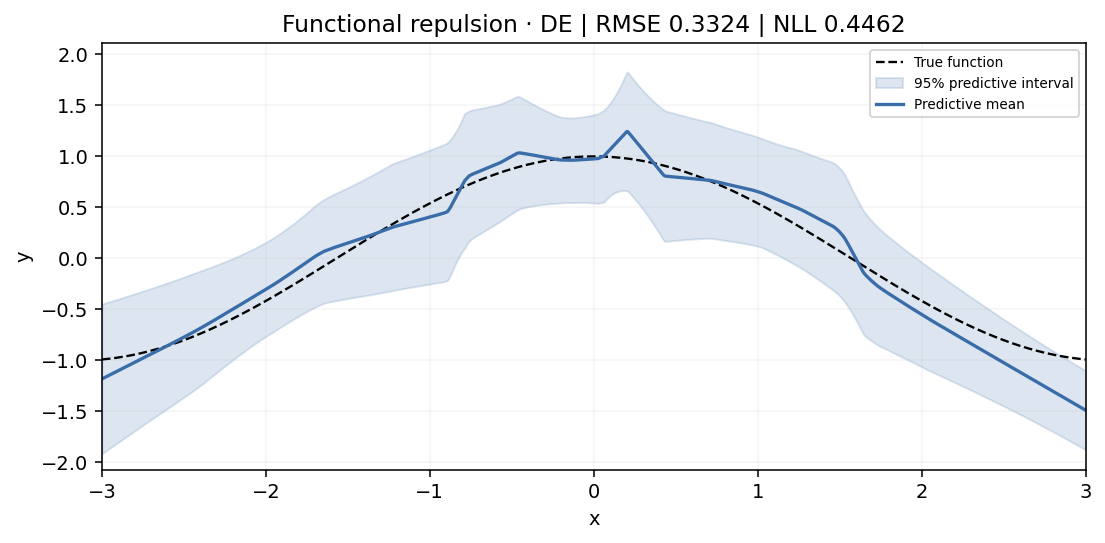 Functional repulsion · DE | RMSE 0.3324 | NLL 0.4462
True function
95% predictive interval
Predictive mean
2.0
1.5
1.0
0.5
0.0
−0.5
−1.0
−1.5
−2.0
y
−3
−2
−1
0
1
2
3
x